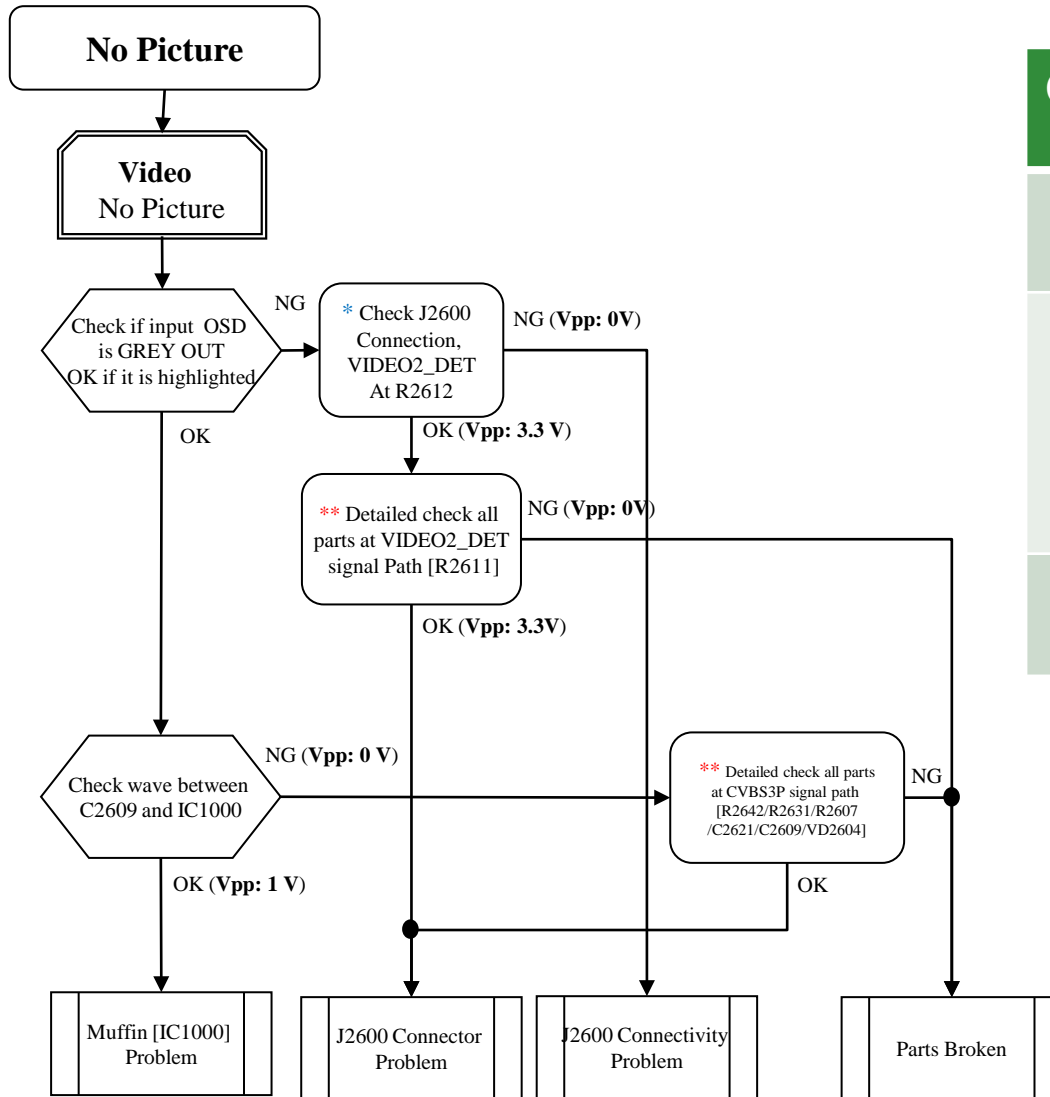 No Picture
Video
No Picture
Check if input OSD
is GREY OUT
OK if it is highlighted
NG
* Check J2600
Connection,
VIDEO2_DET
At R2612
NG (Vpp: 0V)
OK
OK (Vpp: 3.3 V)
** Detailed check all
parts at VIDEO2_DET
signal Path [R2611]
NG (Vpp: 0V)
OK (Vpp: 3.3V)
Check wave between
C2609 and IC1000
NG (Vpp: 0 V)
** Detailed check all parts
at CVBS3P signal path
[R2642/R2631/R2607
/C2621/C2609/VD2604]
NG
OK (Vpp: 1 V)
OK
Muffin [IC1000]
Problem
J2600 Connector
Problem
J2600 Connectivity
Problem
Parts Broken